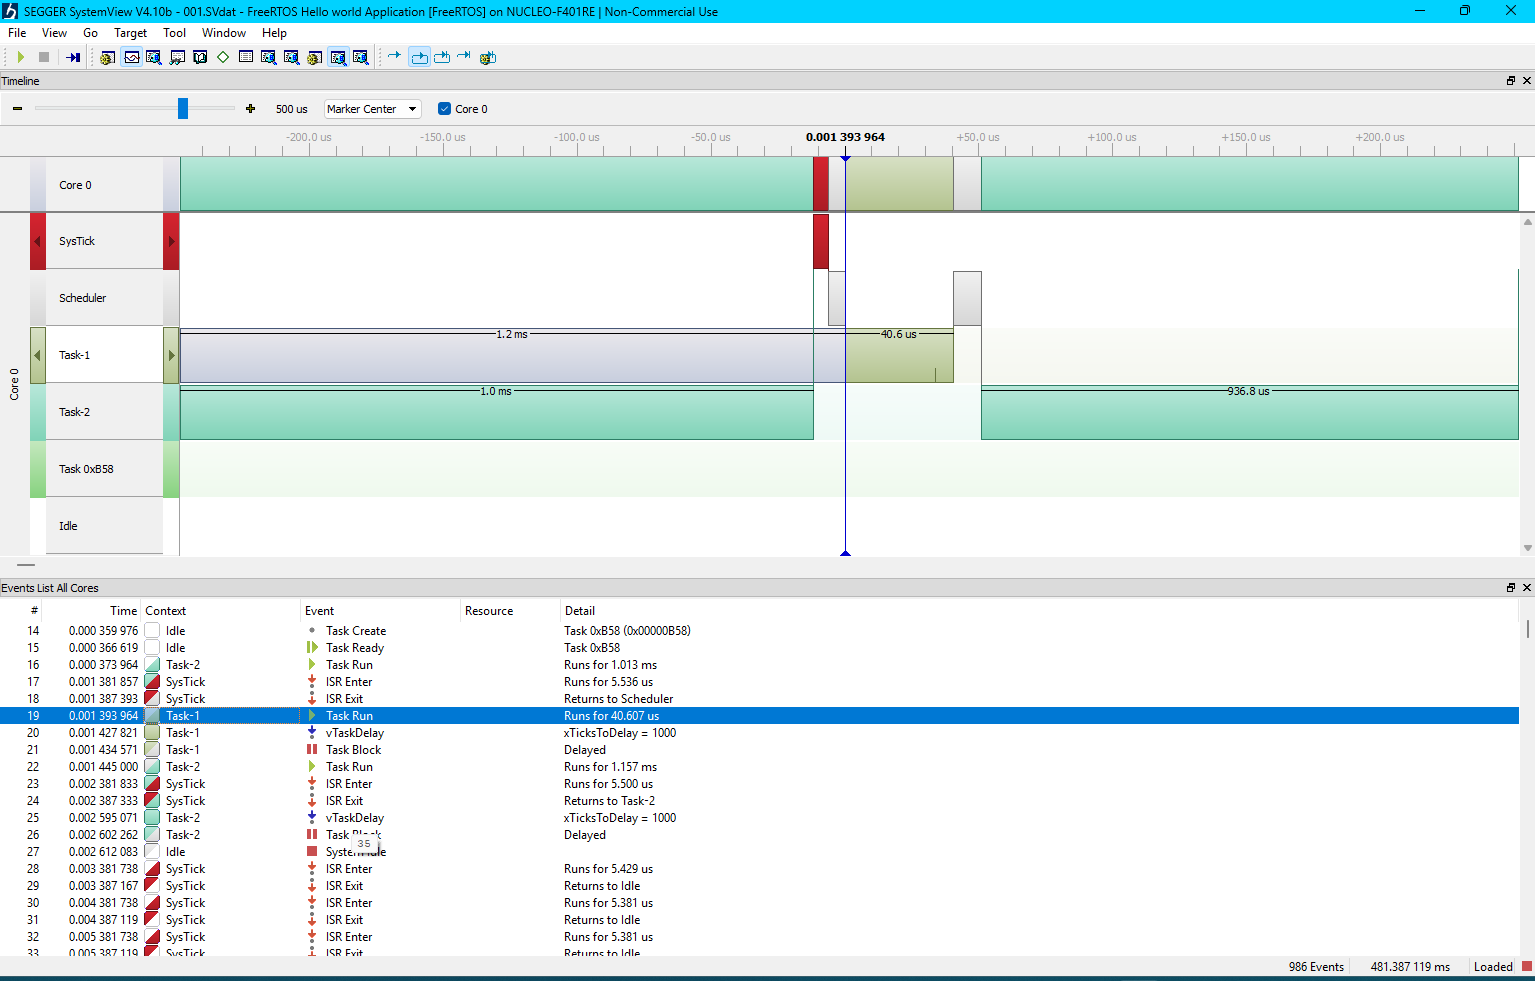 SEGGER SystemView V4.10b - 001.SVdat - FreeRTOS Hello world Application [FreeRTOS] on NUCLEO-F401RE | Non-Commercial Use
File View Go Target Tool Window Help
Timeline
500 us Marker Center Core 0
-200.0 us -150.0 us -100.0 us -50.0 us 0.001 393 964 +50.0 us +100.0 us +150.0 us +200.0 us
Core 0
SysTick
Scheduler
1.2 ms 40.6 us
Task-1
Core 0
1.0 ms 936.8 us
Task-2
Task 0xB58
Idle
Events List All Cores
# Time Context Event Resource Detail
14 0.000 359 976 Idle Task Create Task 0xB58 (0x00000B58)
15 0.000 366 619 Idle Task Ready Task 0xB58
16 0.000 373 964 Task-2 Task Run Runs for 1.013 ms
17 0.001 381 857 SysTick ISR Enter Runs for 5.536 us
18 0.001 387 393 SysTick ISR Exit Returns to Scheduler
19 0.001 393 964 Task-1 Task Run Runs for 40.607 us
20 0.001 427 821 Task-1 vTaskDelay xTicksToDelay = 1000
21 0.001 434 571 Task-1 Task Block Delayed
22 0.001 445 000 Task-2 Task Run Runs for 1.157 ms
23 0.002 381 833 SysTick ISR Enter Runs for 5.500 us
24 0.002 387 333 SysTick ISR Exit Returns to Task-2
25 0.002 595 071 Task-2 vTaskDelay xTicksToDelay = 1000
26 0.002 602 262 Task-2 Task Block Delayed
35
27 0.002 612 083 Idle System Idle
28 0.003 381 738 SysTick ISR Enter Runs for 5.429 us
29 0.003 387 167 SysTick ISR Exit Returns to Idle
30 0.004 381 738 SysTick ISR Enter Runs for 5.381 us
31 0.004 387 119 SysTick ISR Exit Returns to Idle
32 0.005 381 738 SysTick ISR Enter Runs for 5.381 us
33 0.005 387 119 SysTick ISR Exit Returns to Idle
986 Events 481.387 119 ms Loaded